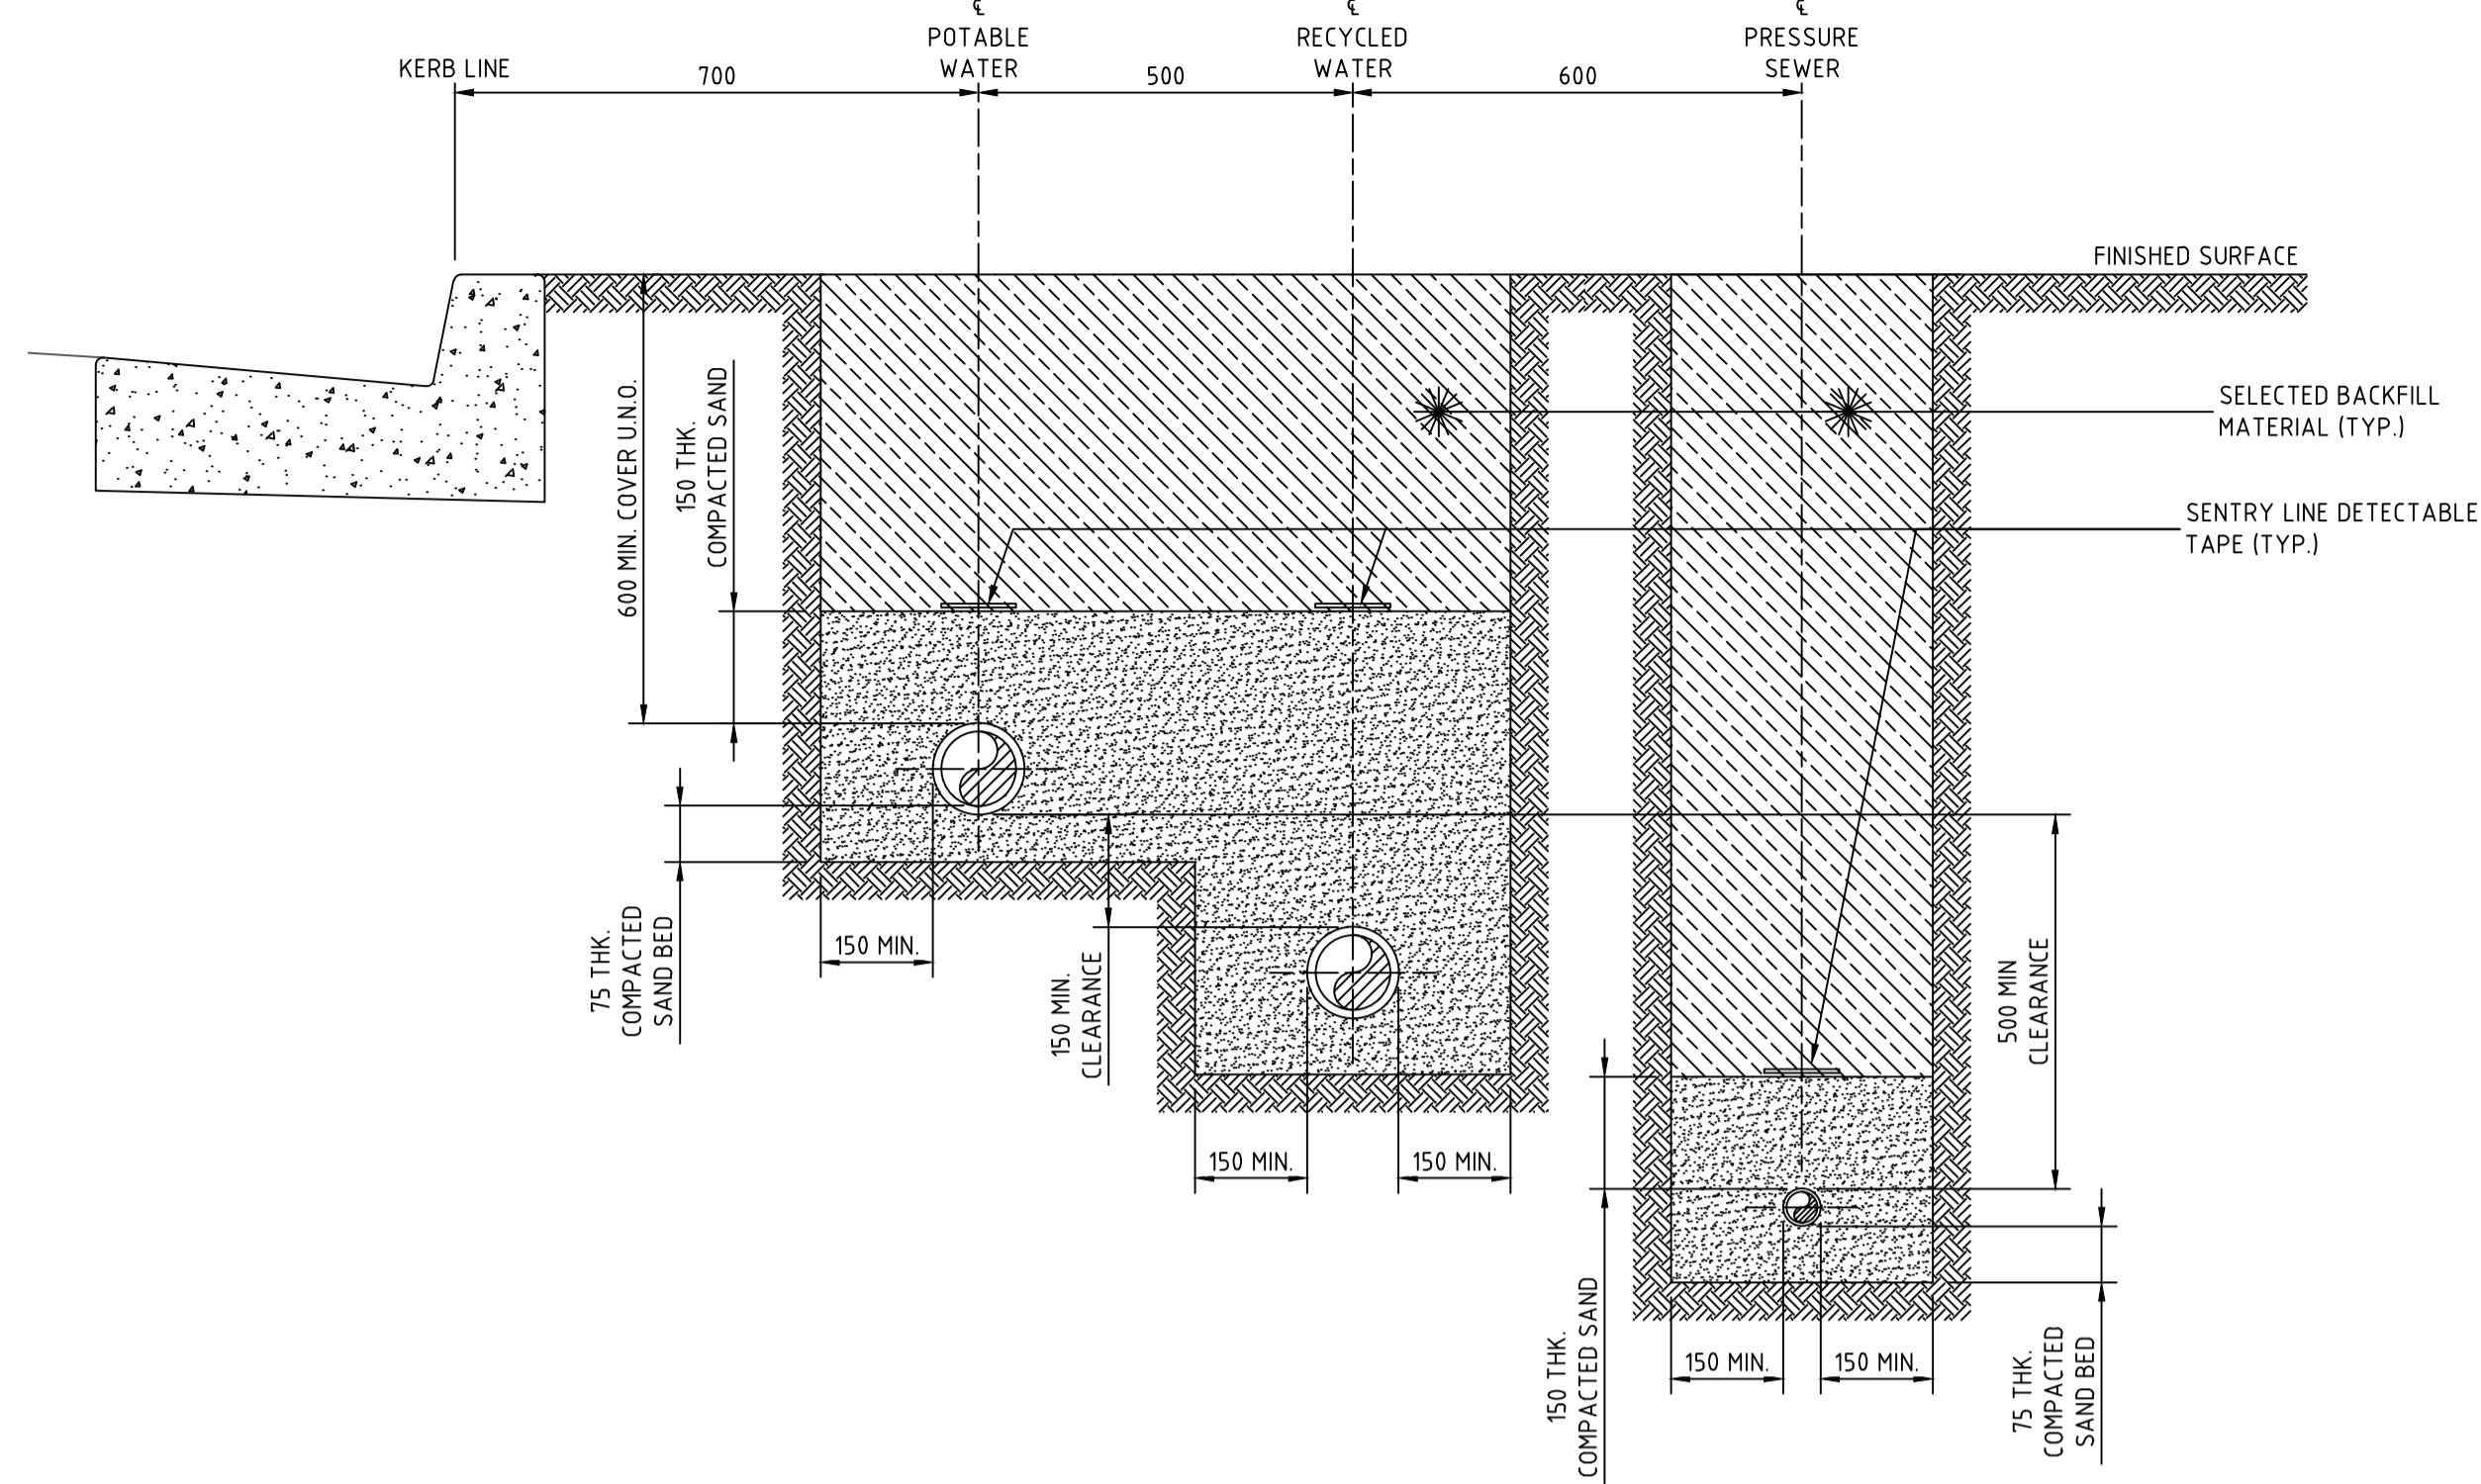 ℄
POTABLE
WATER
℄
RECYCLED
WATER
℄
PRESSURE
SEWER
KERB LINE
700
500
600
FINISHED SURFACE
SELECTED BACKFILL
MATERIAL (TYP.)
SENTRY LINE DETECTABLE
TAPE (TYP.)
600 MIN. COVER U.N.O.
150 THK.
COMPACTED SAND
75 THK.
COMPACTED
SAND BED
150 MIN.
150 MIN.
CLEARANCE
150 MIN.
150 MIN.
500 MIN
CLEARANCE
150 THK.
COMPACTED SAND
150 MIN.
150 MIN.
75 THK.
COMPACTED
SAND BED